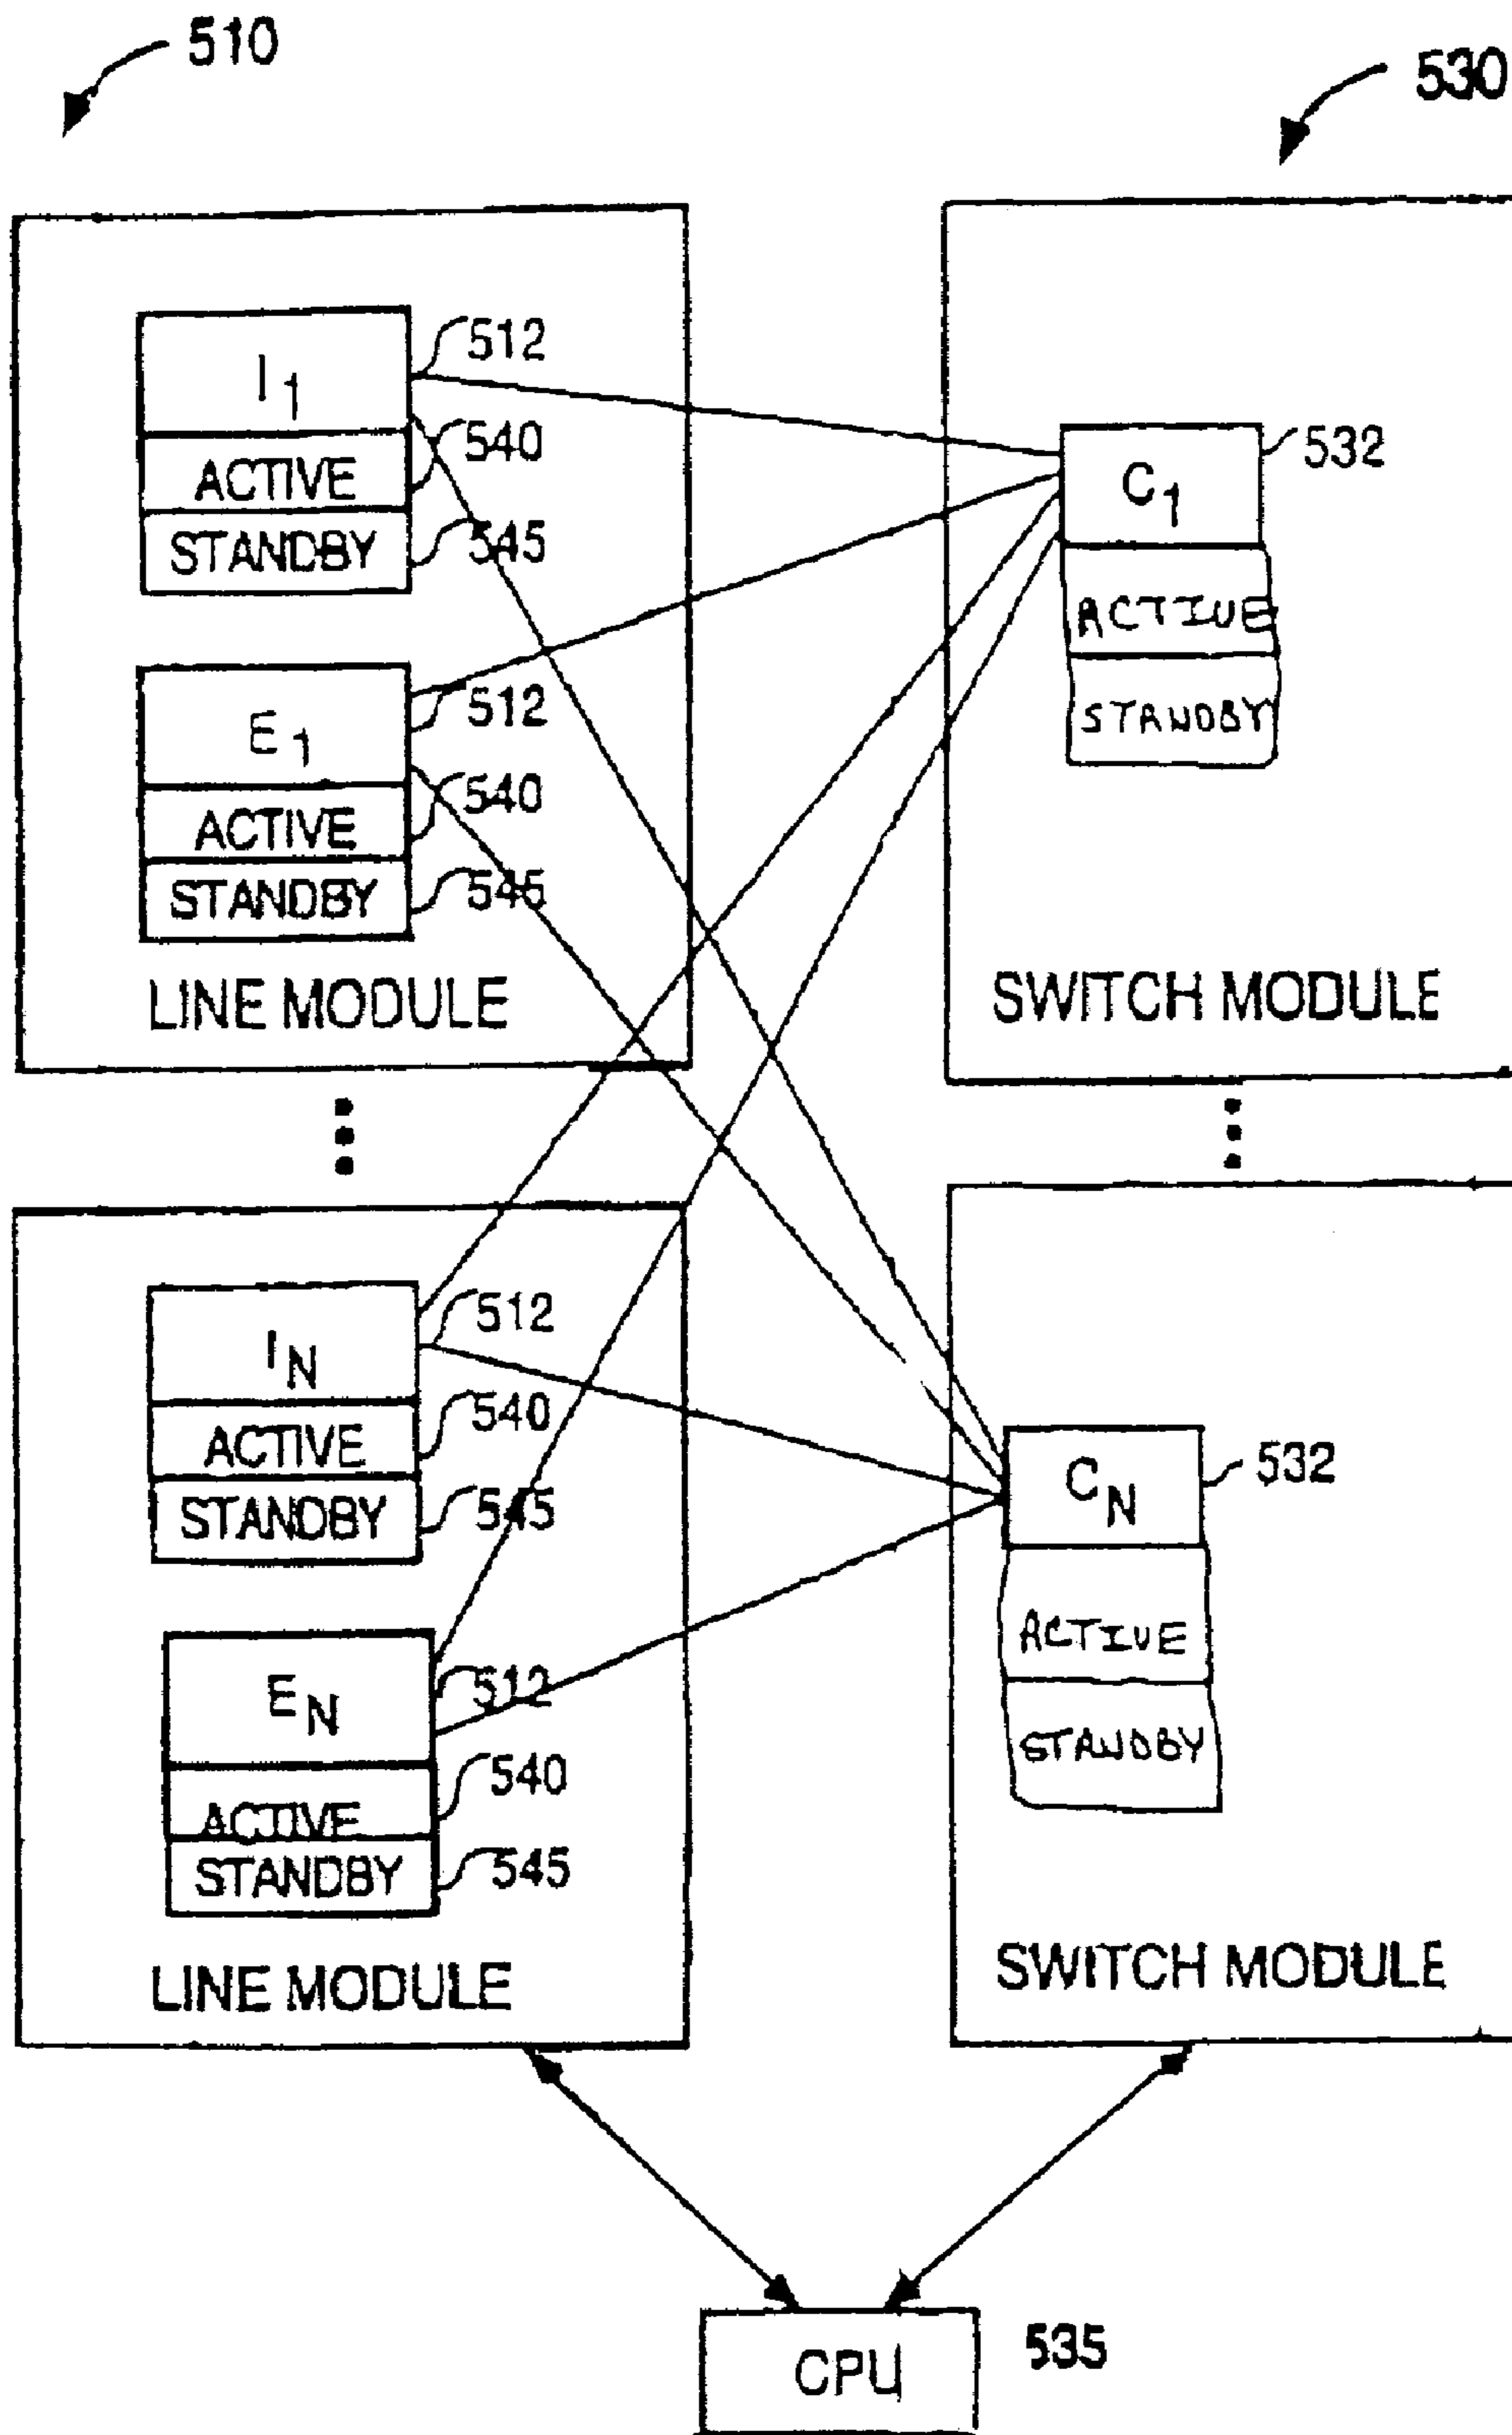 510
530
I1
512
ACTIVE
540
STANDBY
545
C1
532
ACTIVE
STANDBY
E1
512
ACTIVE
540
STANDBY
545
LINE MODULE
SWITCH MODULE
IN
512
ACTIVE
540
STANDBY
545
CN
532
ACTIVE
STANDBY
EN
512
ACTIVE
540
STANDBY
545
LINE MODULE
SWITCH MODULE
CPU
535